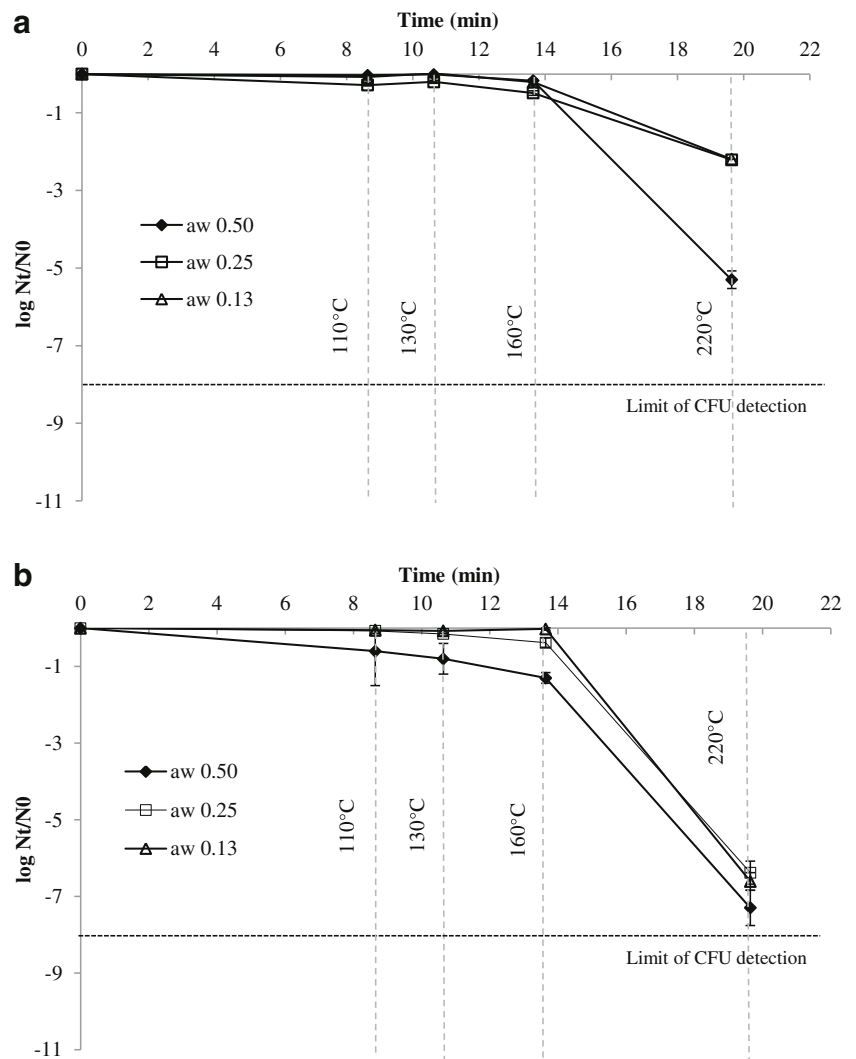 a
Time (min)
0 2 4 6 8 10 12 14 16 18 20 22
-1
-3
-5
-7
-9
-11
log Nt/N0
aw 0.50
aw 0.25
aw 0.13
110°C
130°C
160°C
220°C
Limit of CFU detection
b
Time (min)
0 2 4 6 8 10 12 14 16 18 20 22
-1
-3
-5
-7
-9
-11
log Nt/N0
aw 0.50
aw 0.25
aw 0.13
110°C
130°C
160°C
220°C
Limit of CFU detection